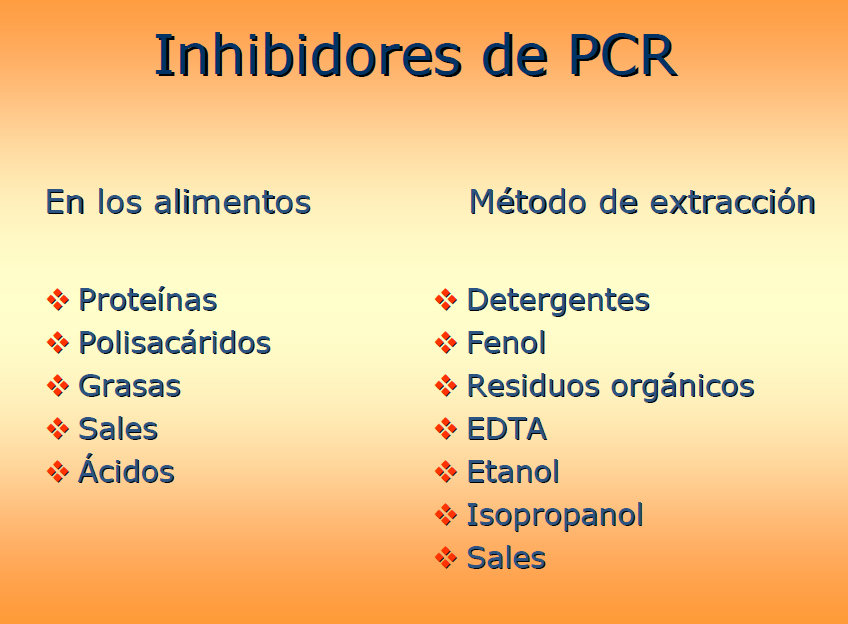 Inhibidores de PCR
En los alimentos
Proteínas
Polisacáridos
Grasas
Sales
Ácidos
Método de extracción
Detergentes
Fenol
Residuos orgánicos
EDTA
Etanol
Isopropanol
Sales